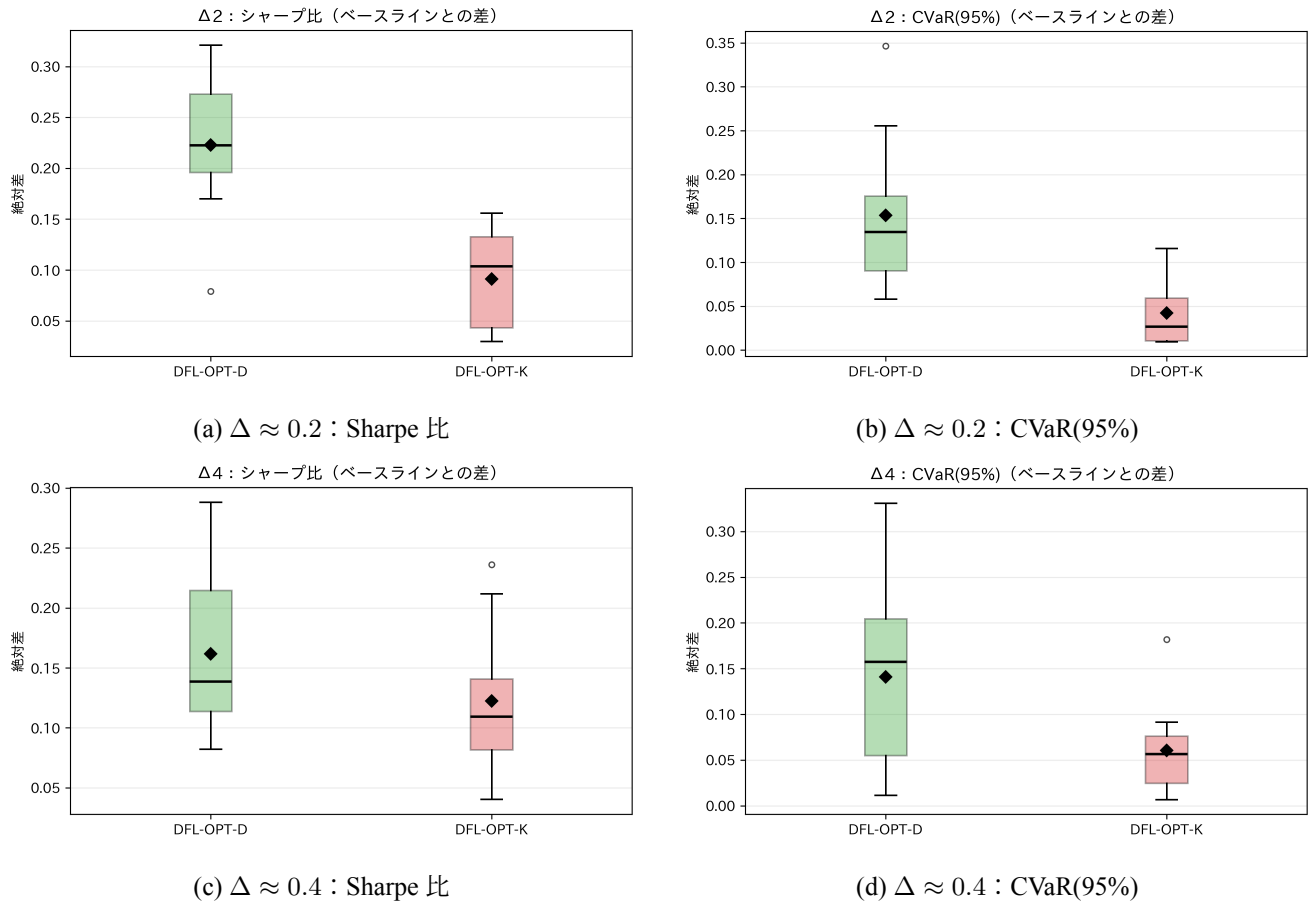 Δ2：シャープ比（ベースラインとの差）
絶対差
0.30
0.25
0.20
0.15
0.10
0.05
DFL-OPT-D
DFL-OPT-K
(a) Δ ≈ 0.2：Sharpe 比
Δ2：CVaR(95%)（ベースラインとの差）
絶対差
0.35
0.30
0.25
0.20
0.15
0.10
0.05
0.00
DFL-OPT-D
DFL-OPT-K
(b) Δ ≈ 0.2：CVaR(95%)
Δ4：シャープ比（ベースラインとの差）
絶対差
0.30
0.25
0.20
0.15
0.10
0.05
DFL-OPT-D
DFL-OPT-K
(c) Δ ≈ 0.4：Sharpe 比
Δ4：CVaR(95%)（ベースラインとの差）
絶対差
0.30
0.25
0.20
0.15
0.10
0.05
0.00
DFL-OPT-D
DFL-OPT-K
(d) Δ ≈ 0.4：CVaR(95%)